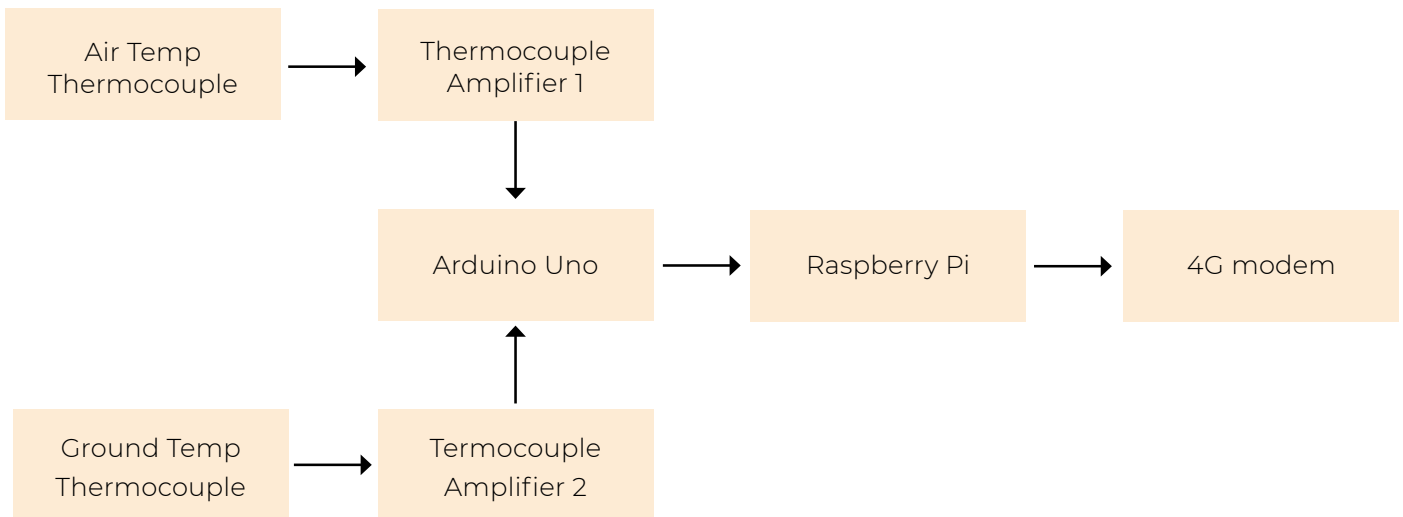 Air Temp
Thermocouple
Thermocouple
Amplifier 1
Arduino Uno
Raspberry Pi
4G modem
Ground Temp
Thermocouple
Termocouple
Amplifier 2